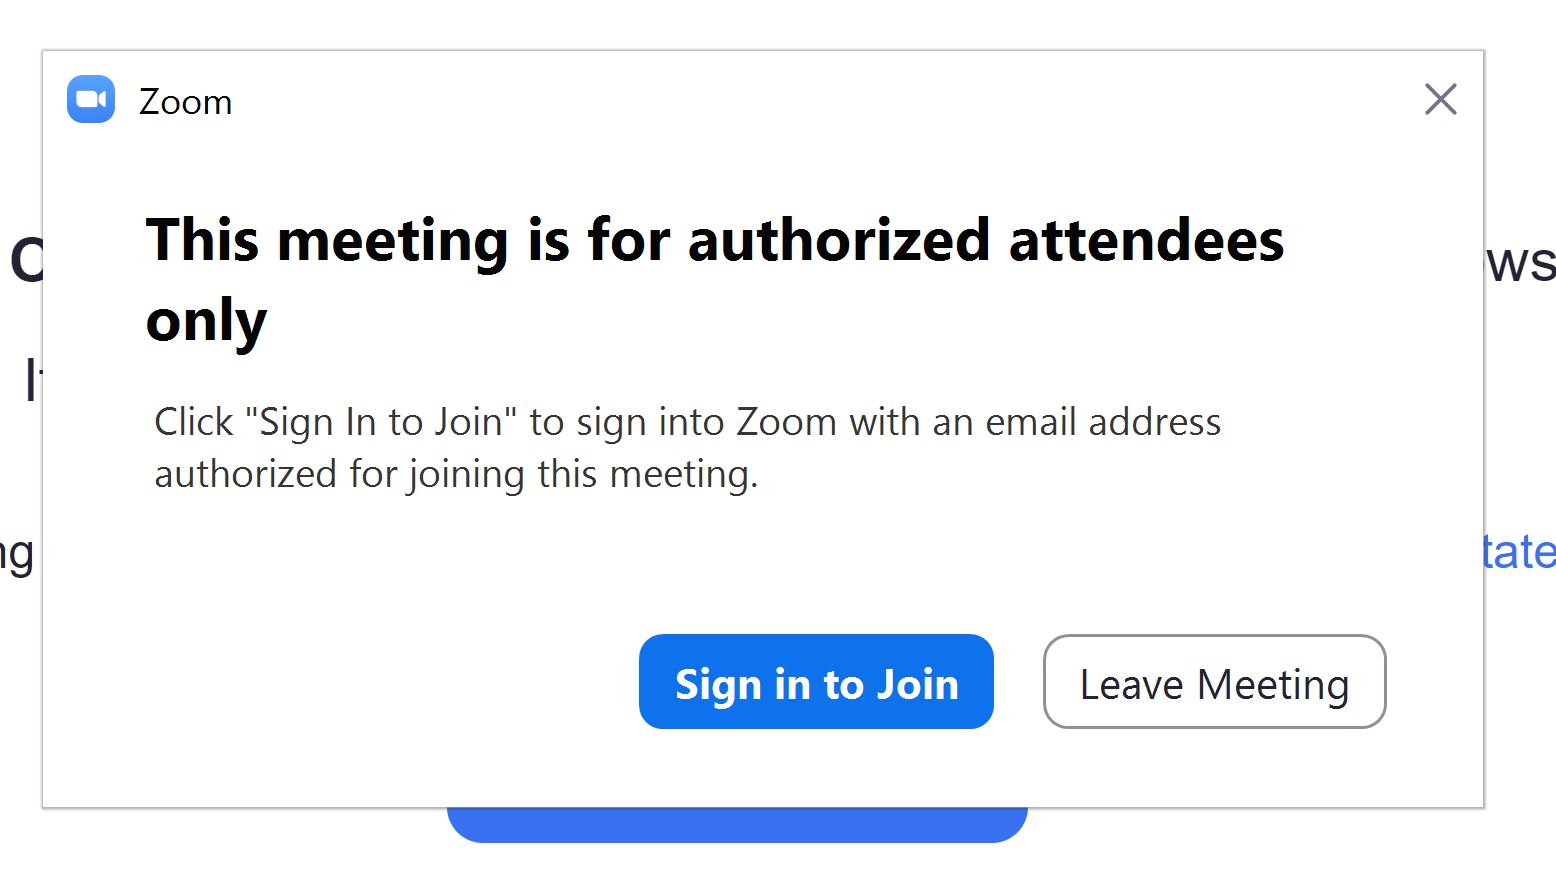 Zoom
This meeting is for authorized attendees
only
Click "Sign In to Join" to sign into Zoom with an email address
authorized for joining this meeting.
Sign in to Join
Leave Meeting